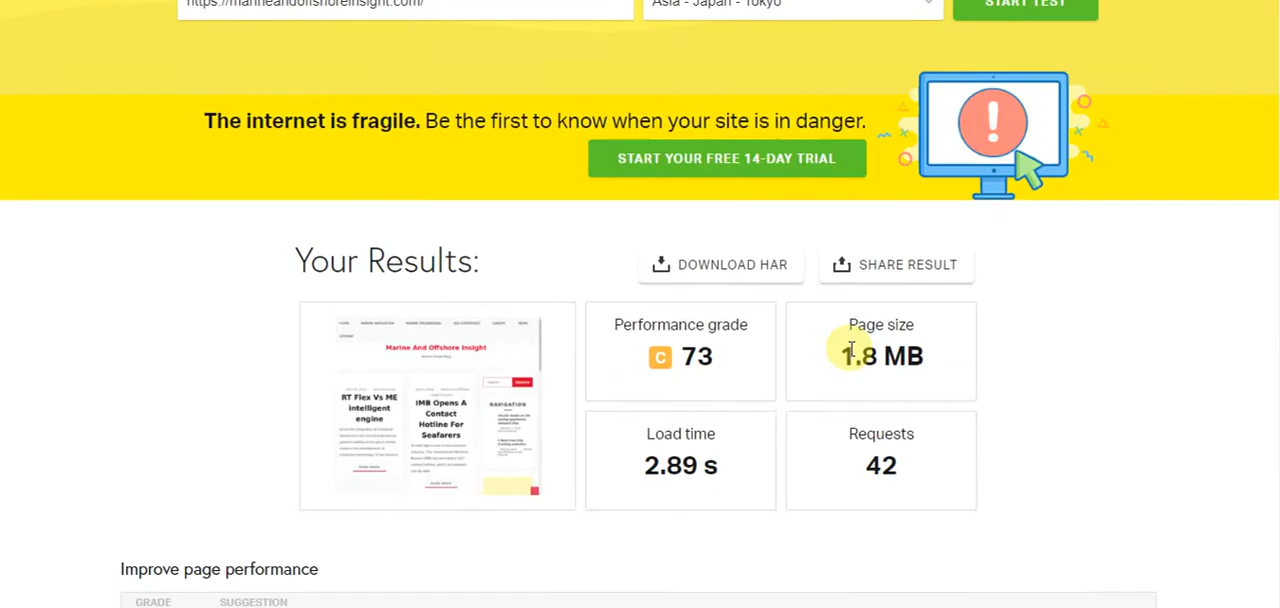 https://marineandoffshoreinsight.com/
Asia - Japan - Tokyo
START TEST
The internet is fragile. Be the first to know when your site is in danger.
START YOUR FREE 14-DAY TRIAL
Your Results:
DOWNLOAD HAR
SHARE RESULT
Marine And Offshore Insight
RT Flex Vs ME
intelligent
engine
IMB Opens A
Contact
Hotline For
Seafarers
NAVIGATION
Performance grade
C 73
Page size
1.8 MB
Load time
2.89 s
Requests
42
Improve page performance
GRADE
SUGGESTION